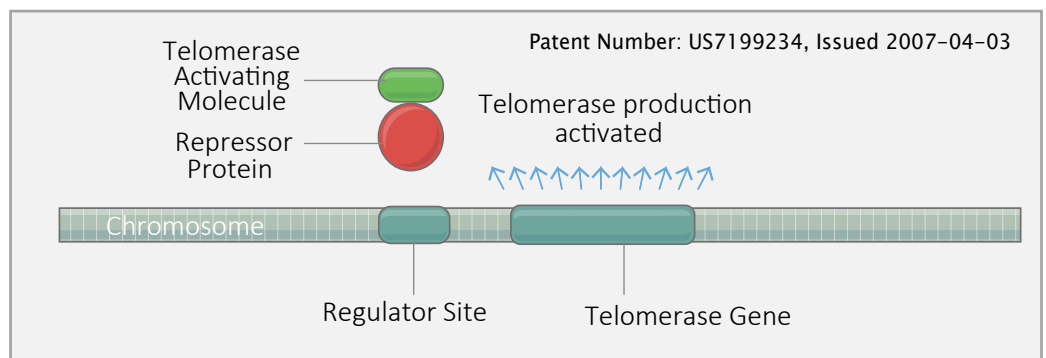 Patent Number: US7199234, Issued 2007-04-03
Telomerase
Activating
Molecule
Repressor
Protein
Telomerase production
activated
Chromosome
Regulator Site
Telomerase Gene